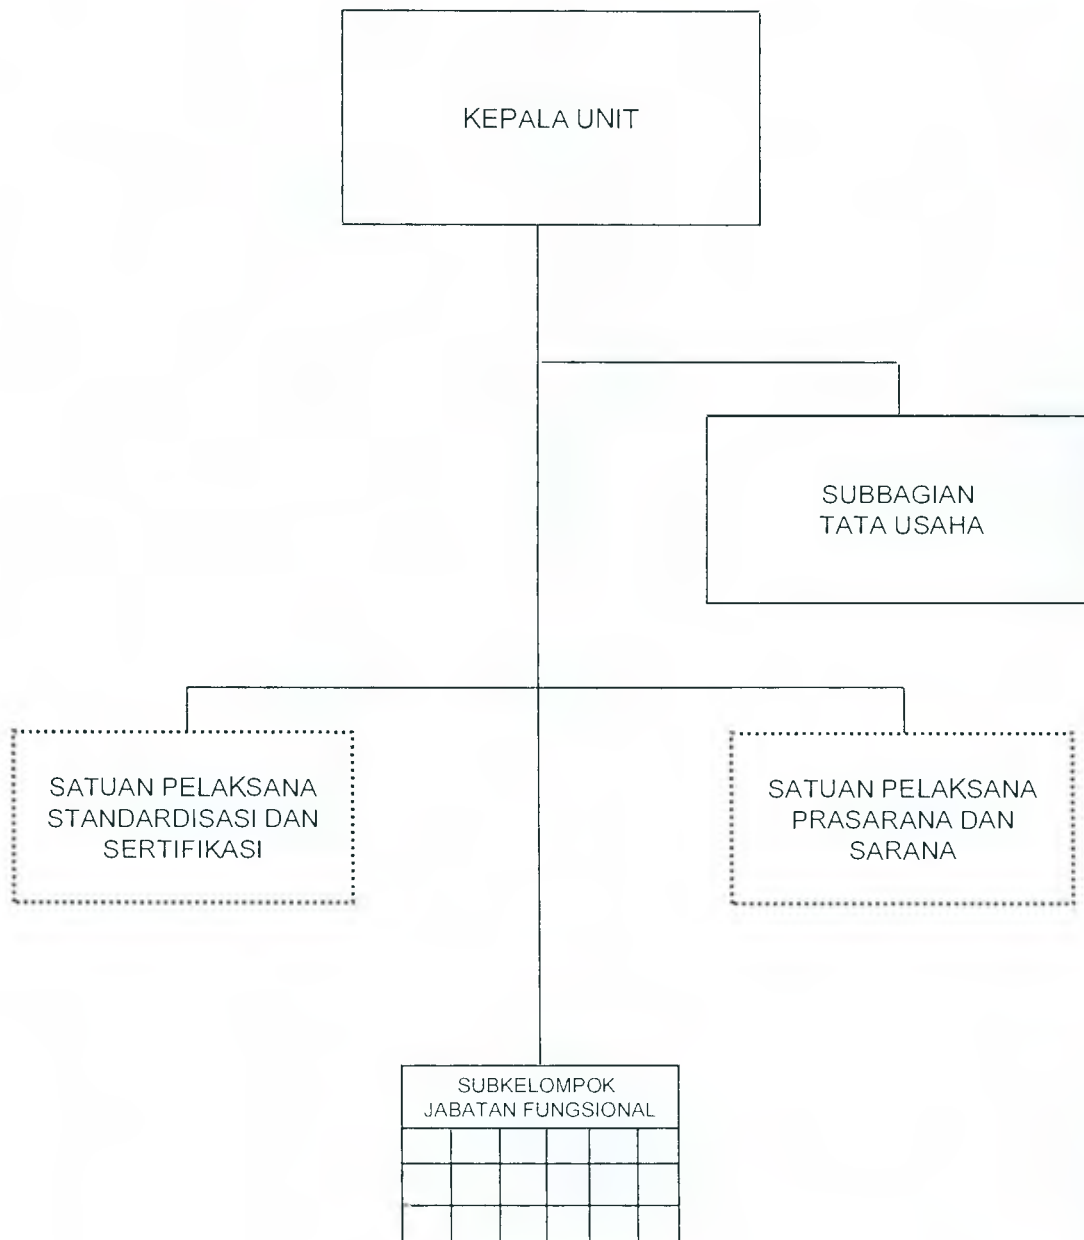 KEPALA UNIT
SUBBAGIAN
TATA USAHA
SATUAN PELAKSANA
STANDARDISASI DAN
SERTIFIKASI
SATUAN PELAKSANA
PRASARANA DAN
SARANA
SUBKELOMPOK
JABATAN FUNGSIONAL